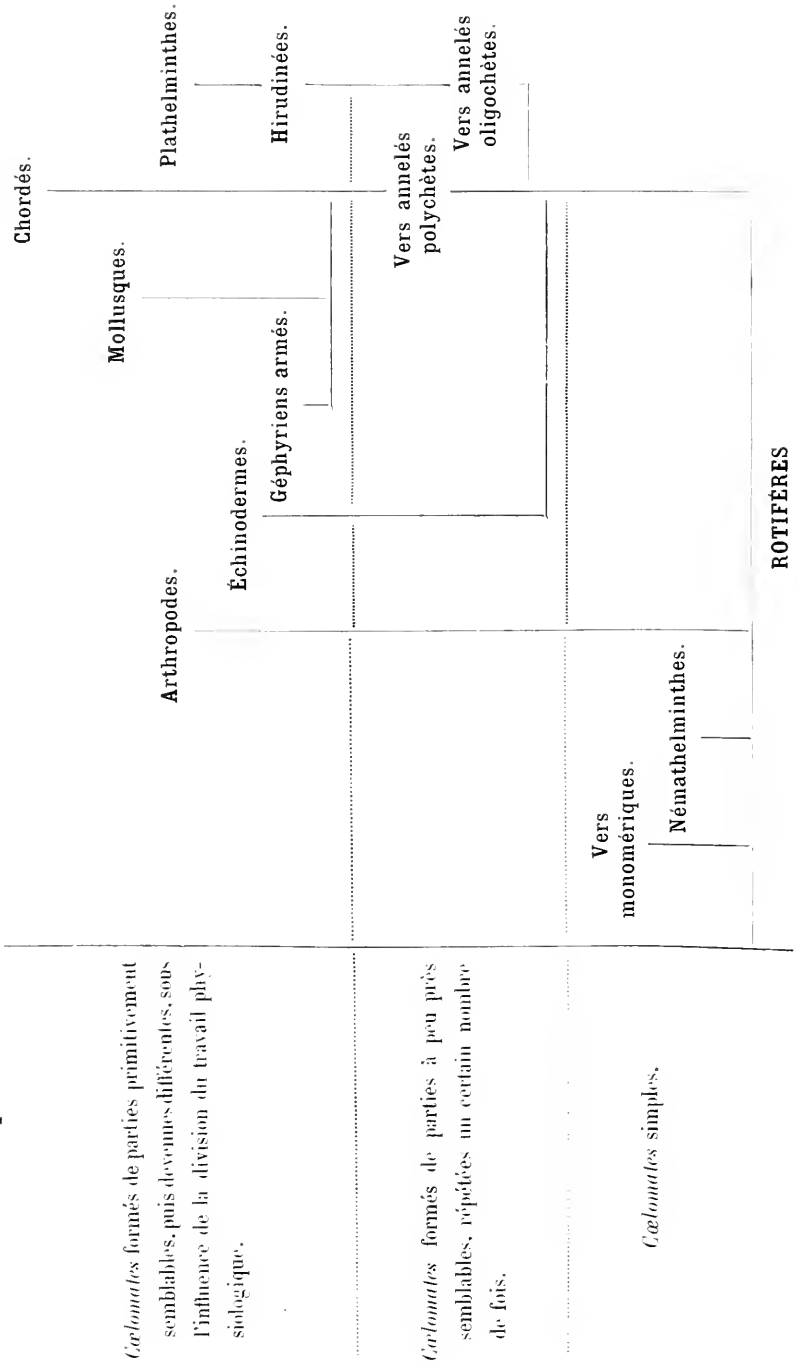 Chordés.
Mollusques.
Plathelminthes.
Arthropodes.
Échinodermes.
Géphyriens armés.
Hirudinées.
Vers annelés
polychètes.
Vers annelés
oligochètes.
Vers
monomériques.
Némathelminthes.
ROTIFÈRES
Cœlomates formés de parties primitivement
semblables, puis devenues différentes, sous
l'influence de la division du travail phy-
siologique.
Cœlomates formés de parties à peu près
semblables, répétées un certain nombre
de fois.
Cœlomates simples.